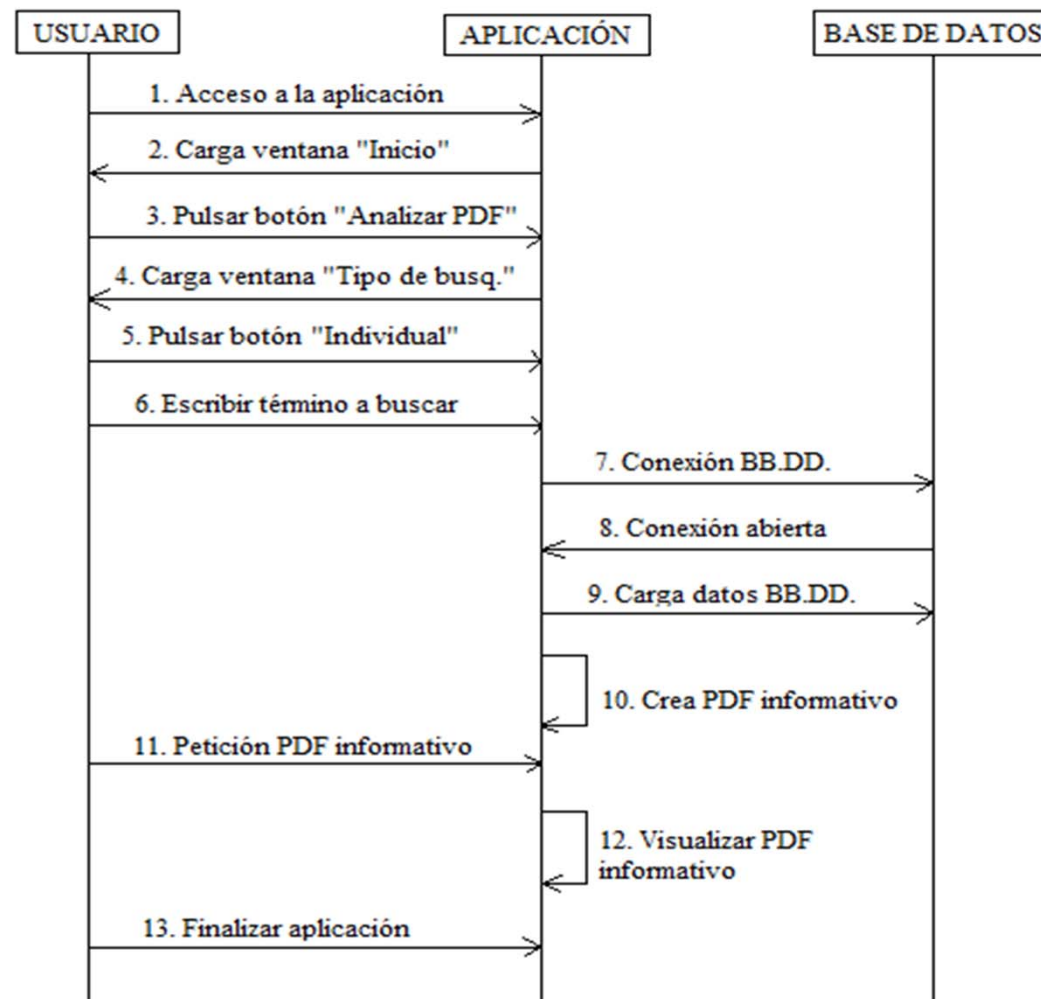 USUARIO
APLICACIÓN
BASE DE DATOS
1. Acceso a la aplicación
2. Carga ventana "Inicio"
3. Pulsar botón "Analizar PDF"
4. Carga ventana "Tipo de busq."
5. Pulsar botón "Individual"
6. Escribir término a buscar
7. Conexión BB.DD.
8. Conexión abierta
9. Carga datos BB.DD.
10. Crea PDF informativo
11. Petición PDF informativo
12. Visualizar PDF
informativo
13. Finalizar aplicación